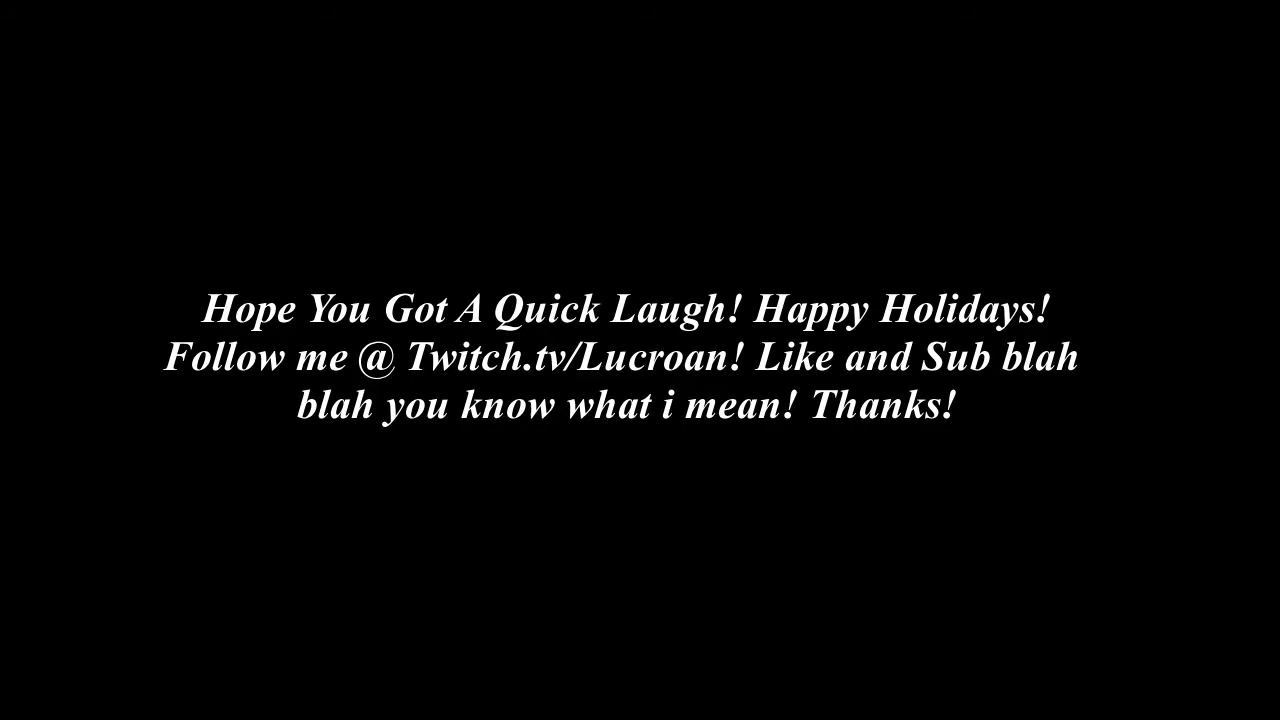 Hope You Got A Quick Laugh! Happy Holidays!
Follow me @ Twitch.tv/Lucroan! Like and Sub blah
blah you know what i mean! Thanks!